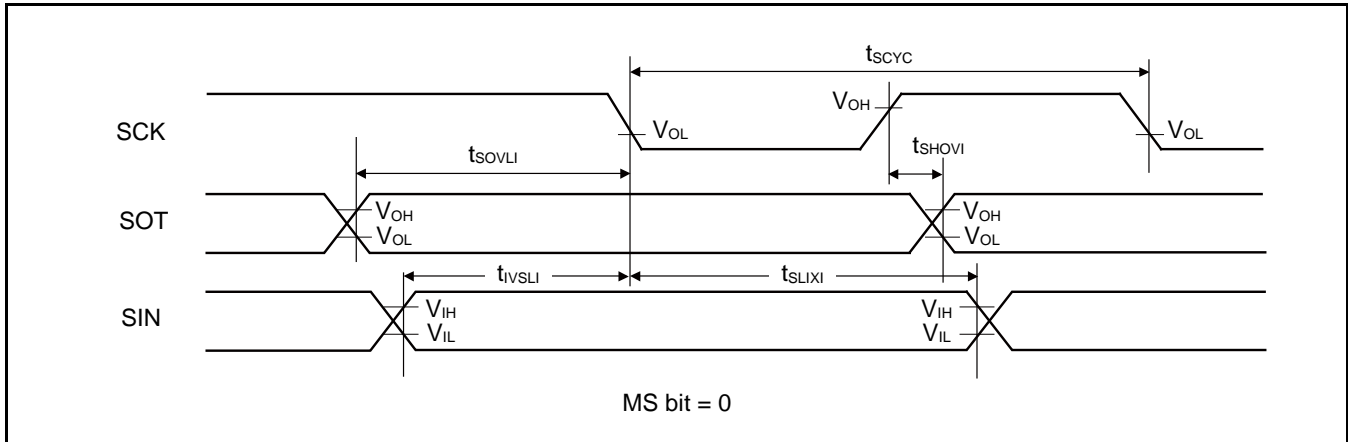 tSCYC
SCK
VOH
VOL
VOL
tSOVLI
tSHOVI
SOT
VOH
VOL
VOH
VOL
tIVSLI
tSLIXI
SIN
VIH
VIL
VIH
VIL
MS bit = 0